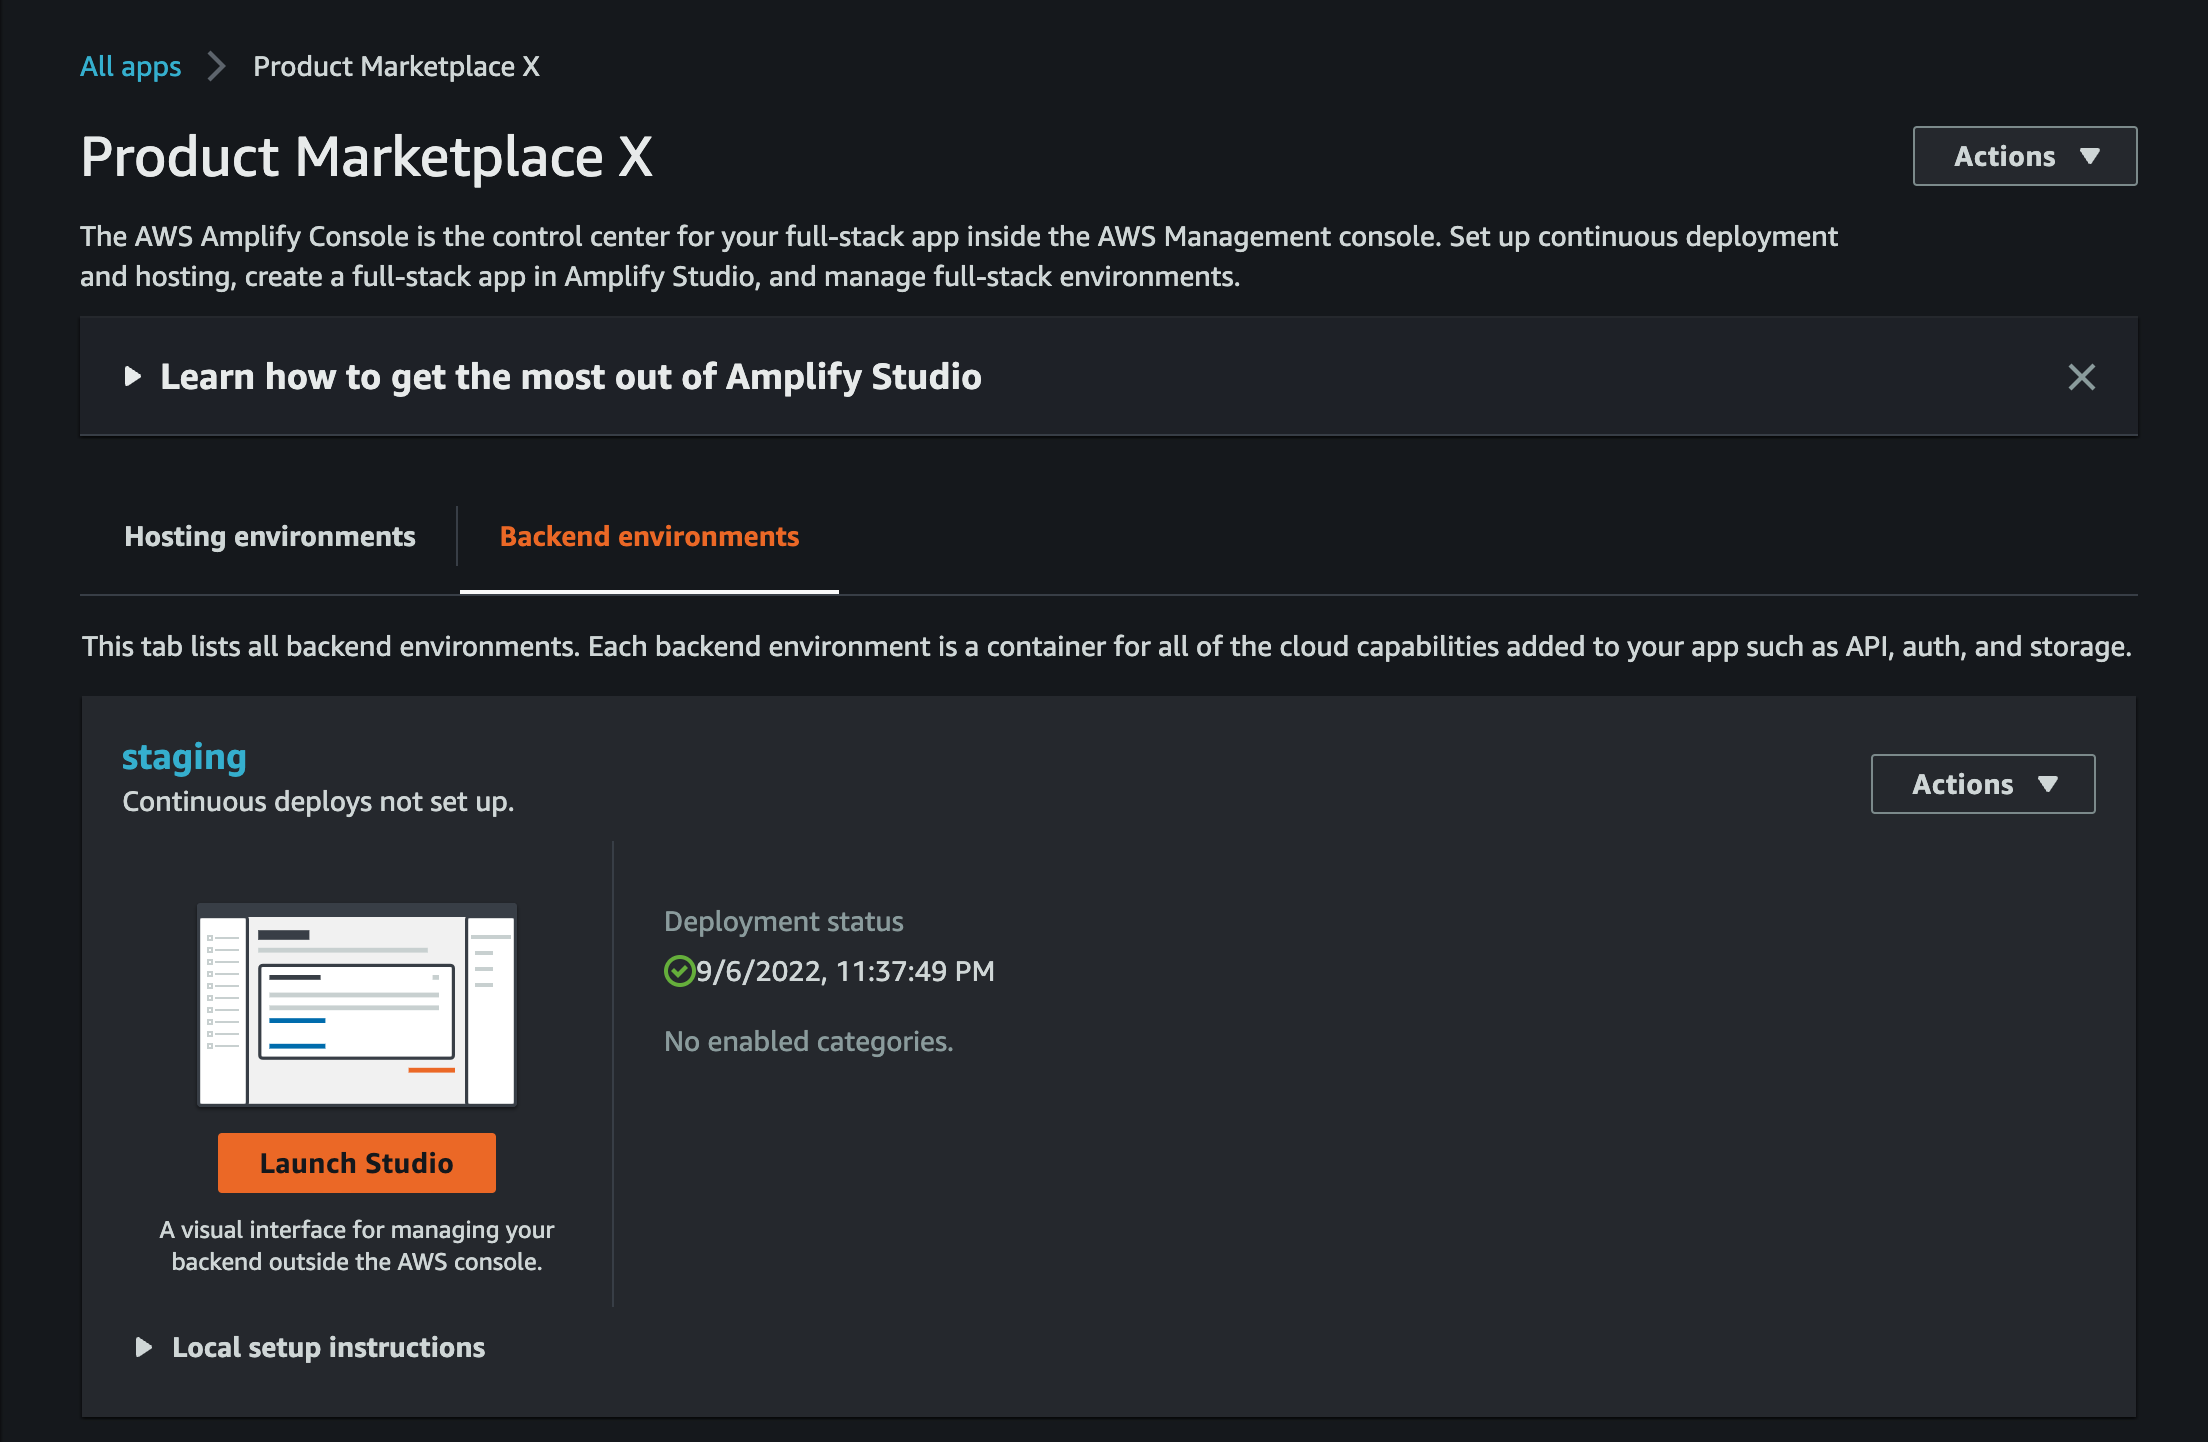 All apps
Product Marketplace X
Product Marketplace X
Actions
The AWS Amplify Console is the control center for your full-stack app inside the AWS Management console. Set up continuous deployment
and hosting, create a full-stack app in Amplify Studio, and manage full-stack environments.
Learn how to get the most out of Amplify Studio
Hosting environments
Backend environments
This tab lists all backend environments. Each backend environment is a container for all of the cloud capabilities added to your app such as API, auth, and storage.
staging
Continuous deploys not set up.
Actions
Deployment status
9/6/2022, 11:37:49 PM
No enabled categories.
Launch Studio
A visual interface for managing your
backend outside the AWS console.
Local setup instructions